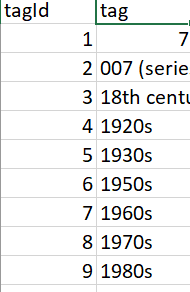 tagId tag
1 7
2 007 (serie
3 18th centu
4 1920s
5 1930s
6 1950s
7 1960s
8 1970s
9 1980s